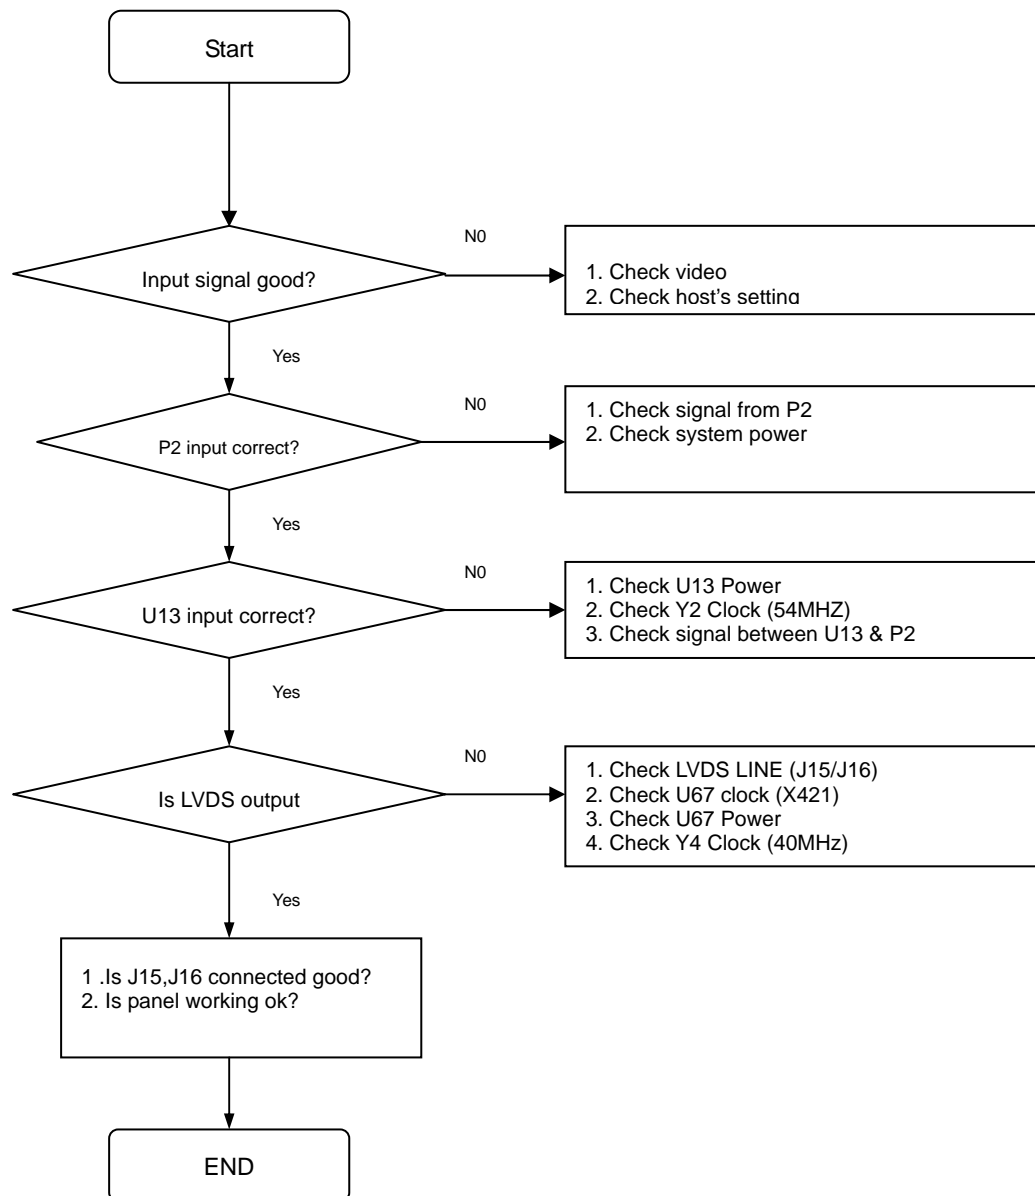 Start
Input signal good?
N0
1. Check video
2. Check host's setting
Yes
P2 input correct?
N0
1. Check signal from P2
2. Check system power
Yes
U13 input correct?
N0
1. Check U13 Power
2. Check Y2 Clock (54MHZ)
3. Check signal between U13 & P2
Yes
Is LVDS output
N0
1. Check LVDS LINE (J15/J16)
2. Check U67 clock (X421)
3. Check U67 Power
4. Check Y4 Clock (40MHz)
Yes
1 .Is J15,J16 connected good?
2. Is panel working ok?
END